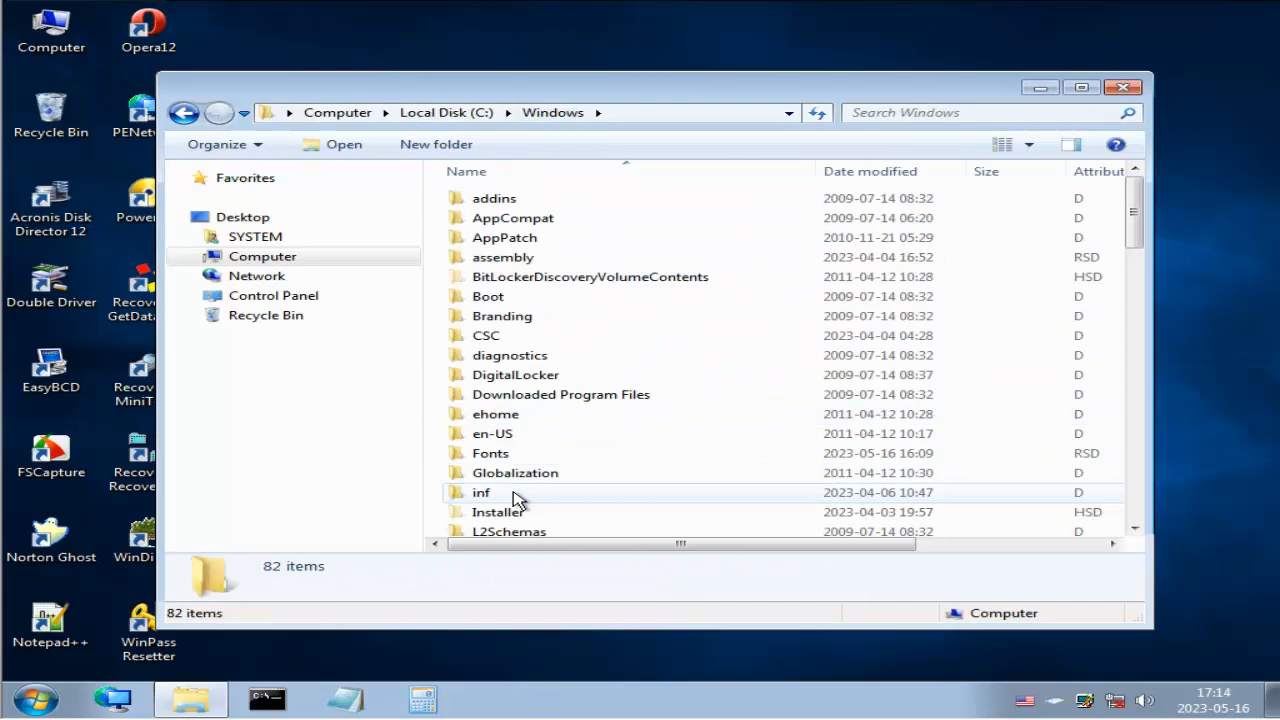 Computer
Opera12
Recycle Bin
PENet
Acronis Disk
Director 12
Power
Double Driver
Recov
GetData
EasyBCD
Recov
MiniT
FSCapture
Recov
Recove
Norton Ghost
WinDi
Notepad++
WinPass
Resetter
Computer
Local Disk (C:)
Windows
Search Windows
Organize
Open
New folder
Favorites
Desktop
SYSTEM
Computer
Network
Control Panel
Recycle Bin
Name Date modified Size Attribut
addins 2009-07-14 08:32 D
AppCompat 2009-07-14 06:20 D
AppPatch 2010-11-21 05:29 D
assembly 2023-04-04 16:52 RSD
BitLockerDiscoveryVolumeContents 2011-04-12 10:28 HSD
Boot 2009-07-14 08:32 D
Branding 2009-07-14 08:32 D
CSC 2023-04-04 04:28 D
diagnostics 2009-07-14 08:32 D
DigitalLocker 2009-07-14 08:37 D
Downloaded Program Files 2009-07-14 08:32 D
ehome 2011-04-12 10:28 D
en-US 2011-04-12 10:17 D
Fonts 2023-05-16 16:09 RSD
Globalization 2011-04-12 10:30 D
inf 2023-04-06 10:47 D
Installer 2023-04-03 19:57 HSD
L2Schemas 2009-07-14 08:32 D
82 items
82 items
Computer
C:\
17:14
2023-05-16